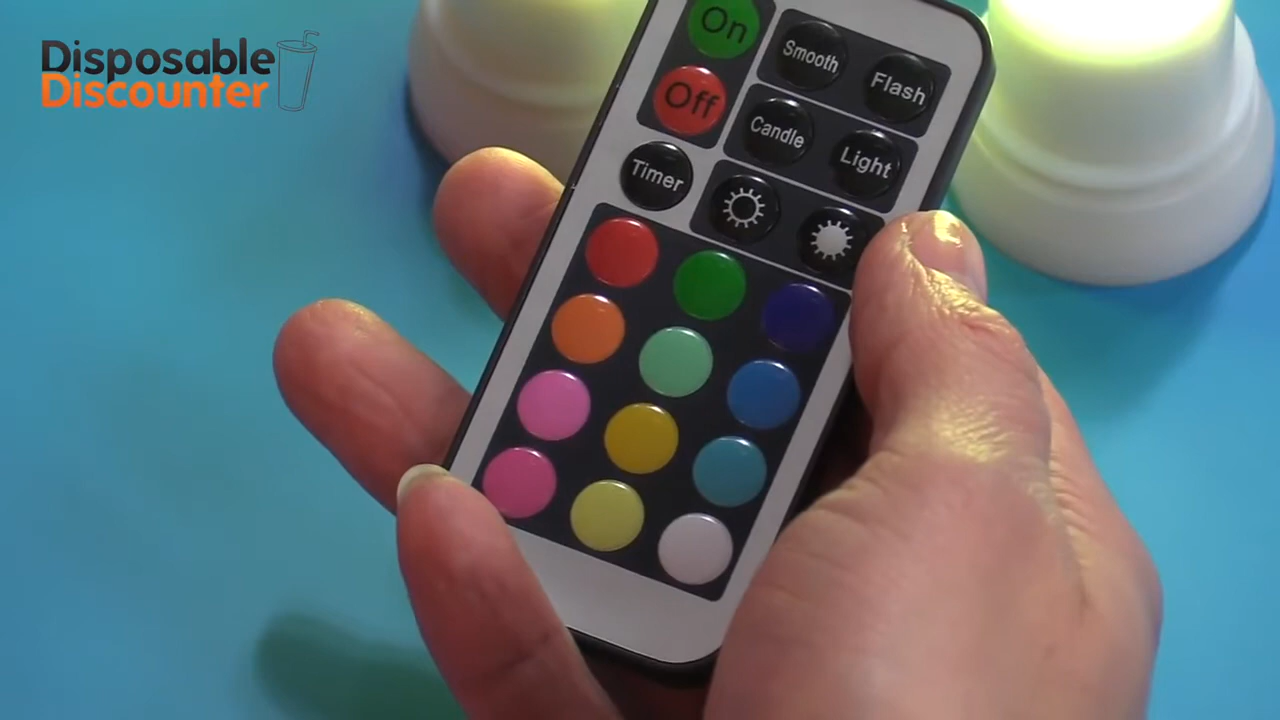 Disposable
Discounter
On
Off
Smooth
Flash
Candle
Light
Timer